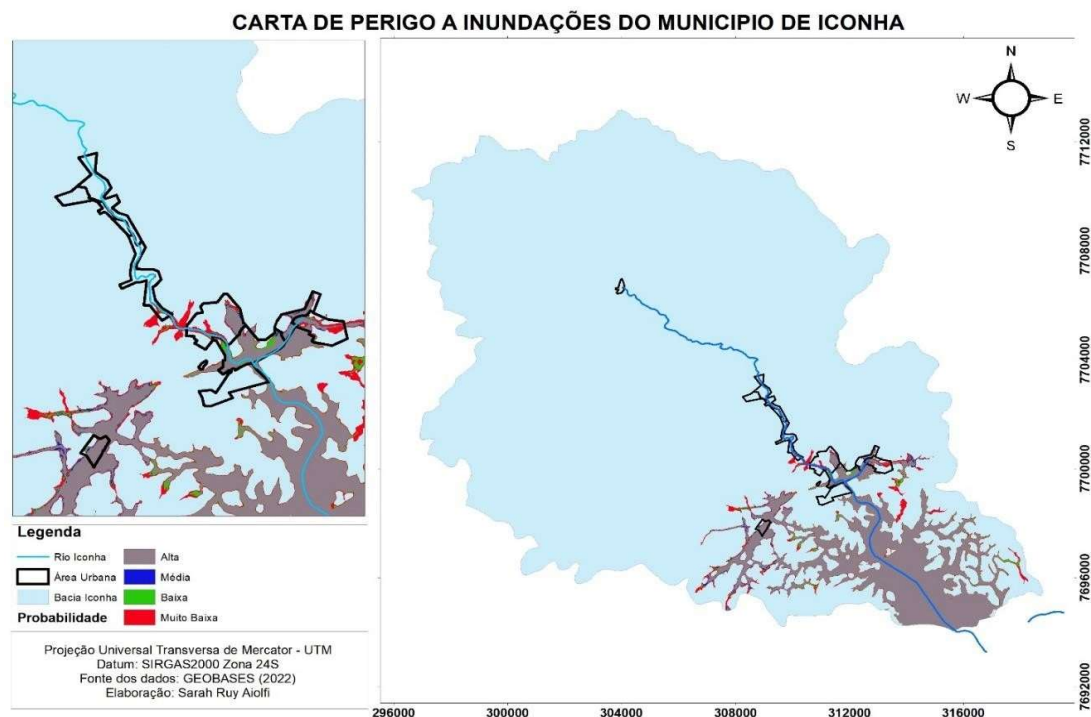 CARTA DE PERIGO A INUNDAÇÕES DO MUNICIPIO DE ICONHA
N
W E
S
7712000
7708000
7704000
7700000
7696000
7692000
296000 300000 304000 308000 312000 316000
Legenda
Rio Iconha
Área Urbana
Bacia Iconha
Probabilidade
Alta
Média
Baixa
Muito Baixa
Projeção Universal Transversa de Mercator - UTM
Datum: SIRGAS2000 Zona 24S
Fonte dos dados: GEOBASES (2022)
Elaboração: Sarah Ruy Aiolfi